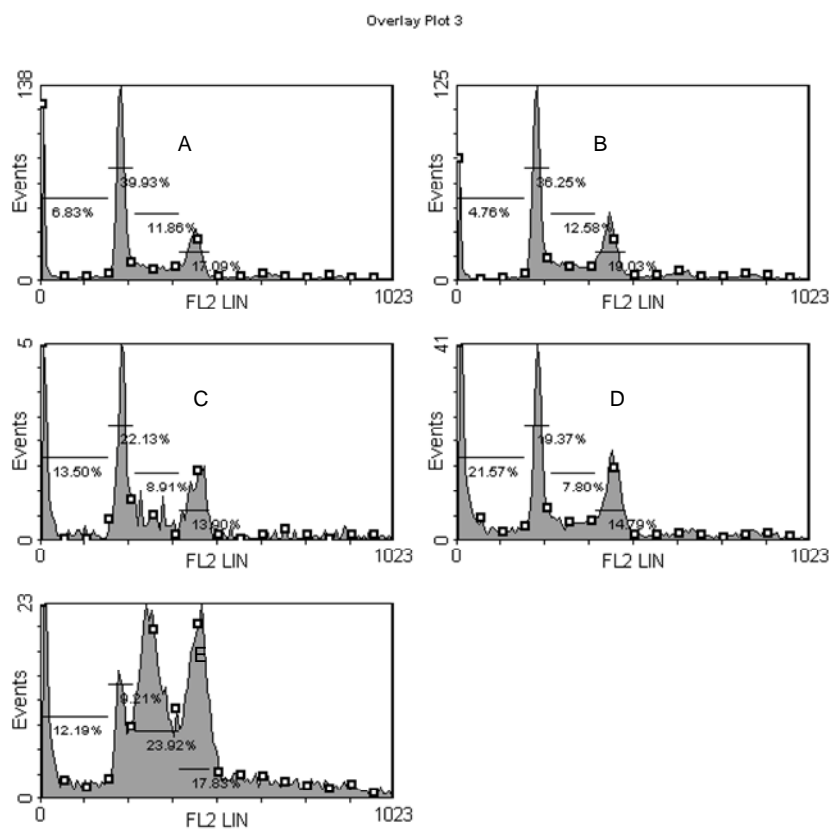 Overlay Plot 3
138
Events
A
39.93%
6.83%
11.86%
17.09%
0
0
FL2 LIN
1023
125
Events
B
36.25%
4.76%
12.58%
19.03%
0
0
FL2 LIN
1023
5
Events
C
22.13%
13.50%
8.91%
13.90%
0
0
FL2 LIN
1023
41
Events
D
19.37%
21.57%
7.80%
14.79%
0
0
FL2 LIN
1023
23
Events
E
9.21%
12.19%
23.92%
17.83%
0
0
FL2 LIN
1023